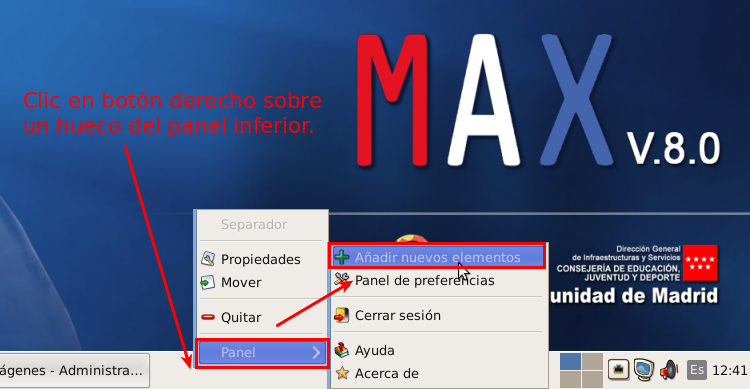 MAX
V.8.0
Clic en botón derecho sobre
un hueco del panel inferior.
Separador
Propiedades
Mover
Quitar
Panel
Añadir nuevos elementos
Panel de preferencias
Cerrar sesión
Ayuda
Acerca de
Dirección General
de Infraestructuras y Servicios
CONSEJERÍA DE EDUCACIÓN,
JUVENTUD Y DEPORTE
unidad de Madrid
ágenes - Administra...
Es
12:41